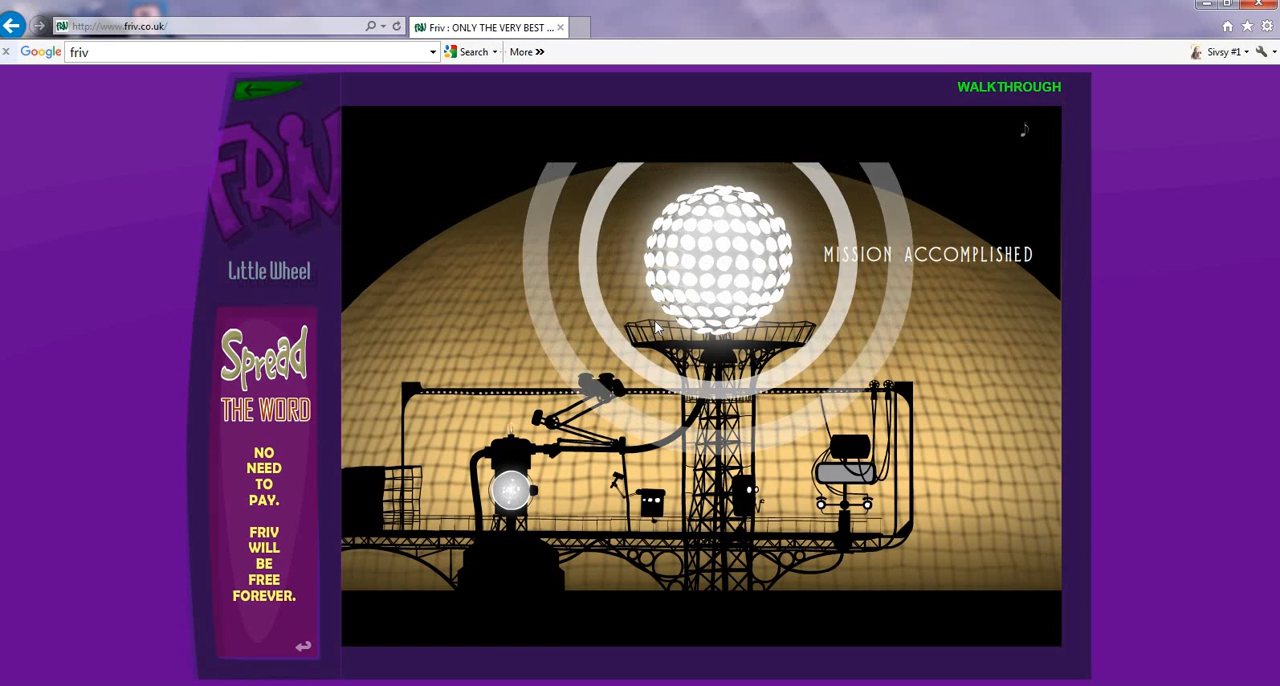 http://www.friv.co.uk/
Friv : ONLY THE VERY BEST ...
Google
friv
Search
More »
Sivsy #1
WALKTHROUGH
FRIV
LITTLE WHEEL
MISSION ACCOMPLISHED
Spread
THE WORD
NO
NEED
TO
PAY.
FRIV
WILL
BE
FREE
FOREVER.